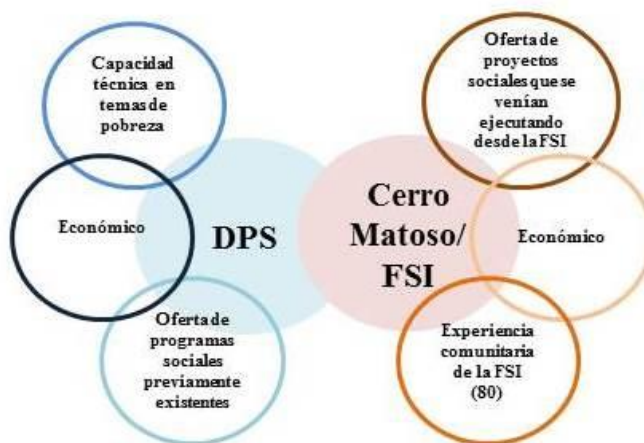 Capacidad
técnica en
temas de
pobreza
Económico
Oferta de
programas
sociales
previamente
existentes
DPS
Cerro
Matoso/
FSI
Oferta de
proyectos
sociales que se
venían
ejecutando
desde la FSI
Económico
Experiencia
comunitaria
de la FSI
(80)